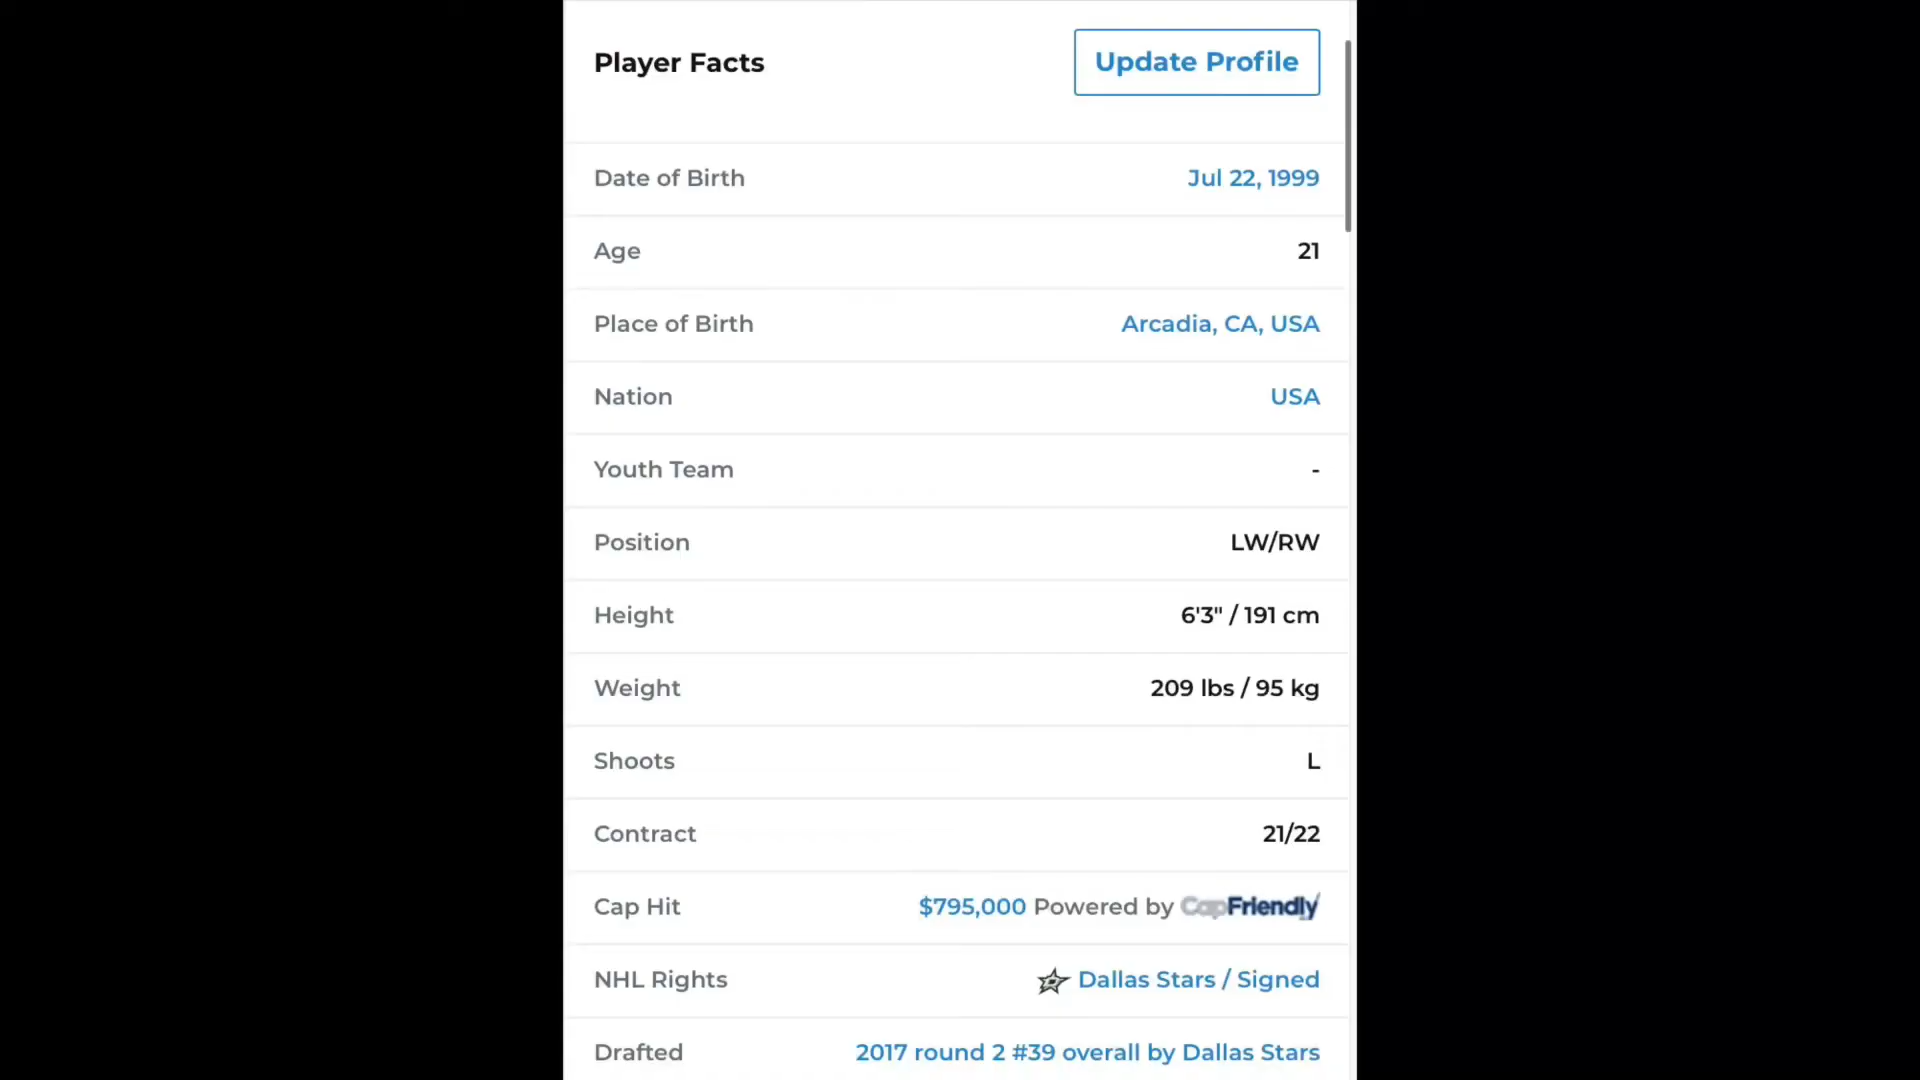 Player Facts
Update Profile
Date of Birth Jul 22, 1999
Age 21
Place of Birth Arcadia, CA, USA
Nation USA
Youth Team -
Position LW/RW
Height 6'3" / 191 cm
Weight 209 lbs / 95 kg
Shoots L
Contract 21/22
Cap Hit $795,000 Powered by CapFriendly
NHL Rights Dallas Stars / Signed
Drafted 2017 round 2 #39 overall by Dallas Stars